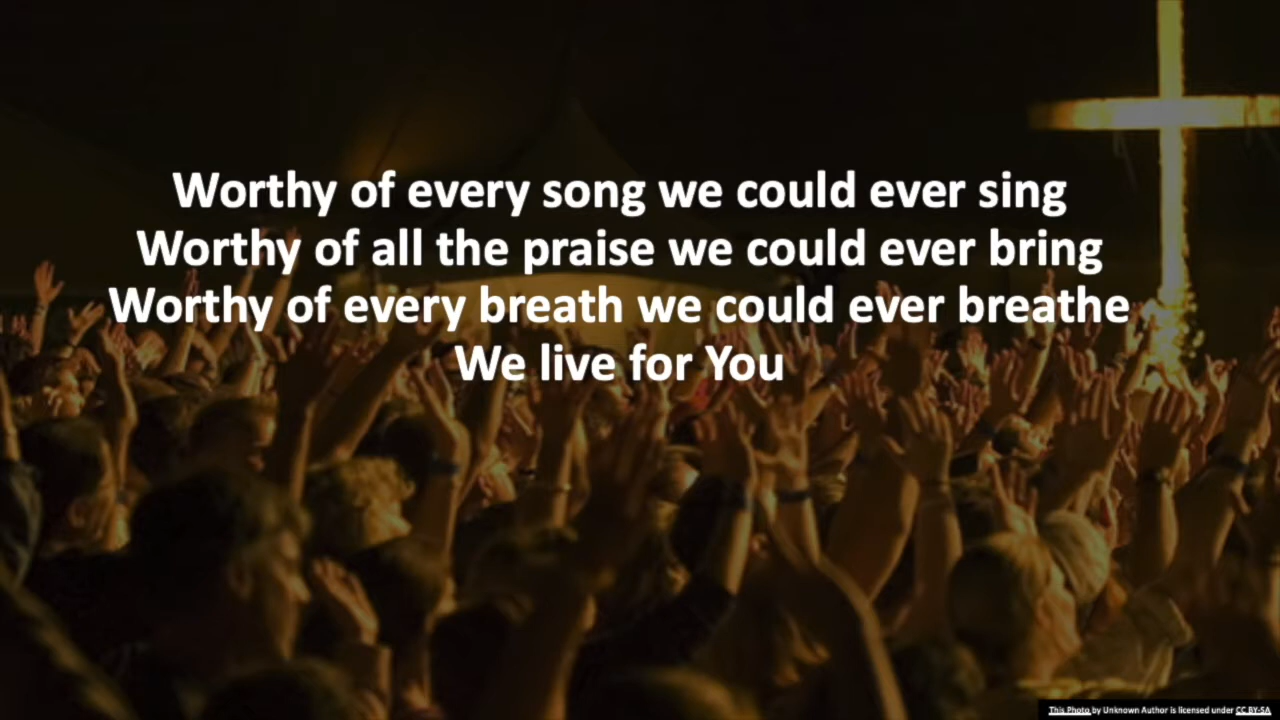 Worthy of every song we could ever sing
Worthy of all the praise we could ever bring
Worthy of every breath we could ever breathe
We live for You
This Photo by Unknown Author is licensed under CC BY-SA